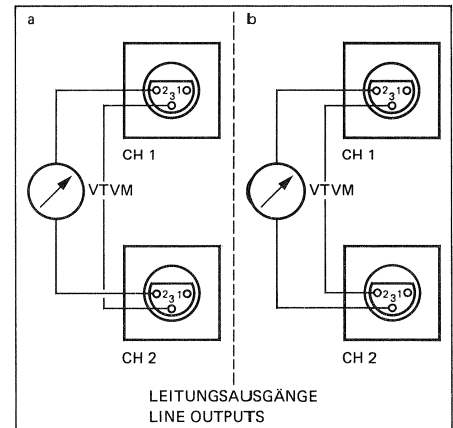 a
b
2 3 1
2 3 1
CH 1
CH 1
VTVM
VTVM
2 3 1
2 3 1
CH 2
CH 2
LEITUNGSAUSGÄNGE
LINE OUTPUTS